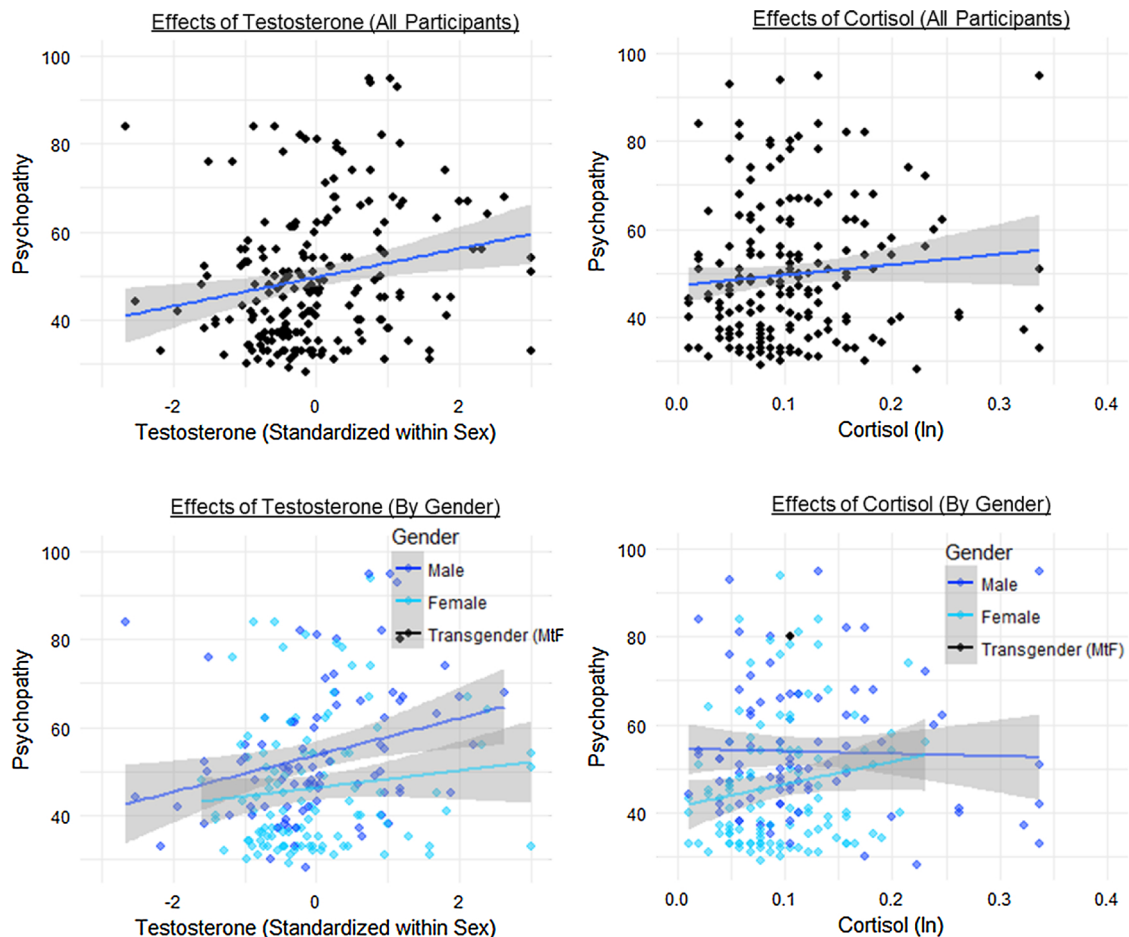 Effects of Testosterone (All Participants)
100
80
60
40
Psychopathy
-2 0 2
Testosterone (Standardized within Sex)
Effects of Cortisol (All Participants)
100
80
60
40
Psychopathy
0.0 0.1 0.2 0.3 0.4
Cortisol (ln)
Effects of Testosterone (By Gender)
Gender
Male
Female
Transgender (MtF
100
80
60
40
Psychopathy
-2 0 2
Testosterone (Standardized within Sex)
Effects of Cortisol (By Gender)
Gender
Male
Female
Transgender (MtF)
100
80
60
40
Psychopathy
0.0 0.1 0.2 0.3 0.4
Cortisol (ln)